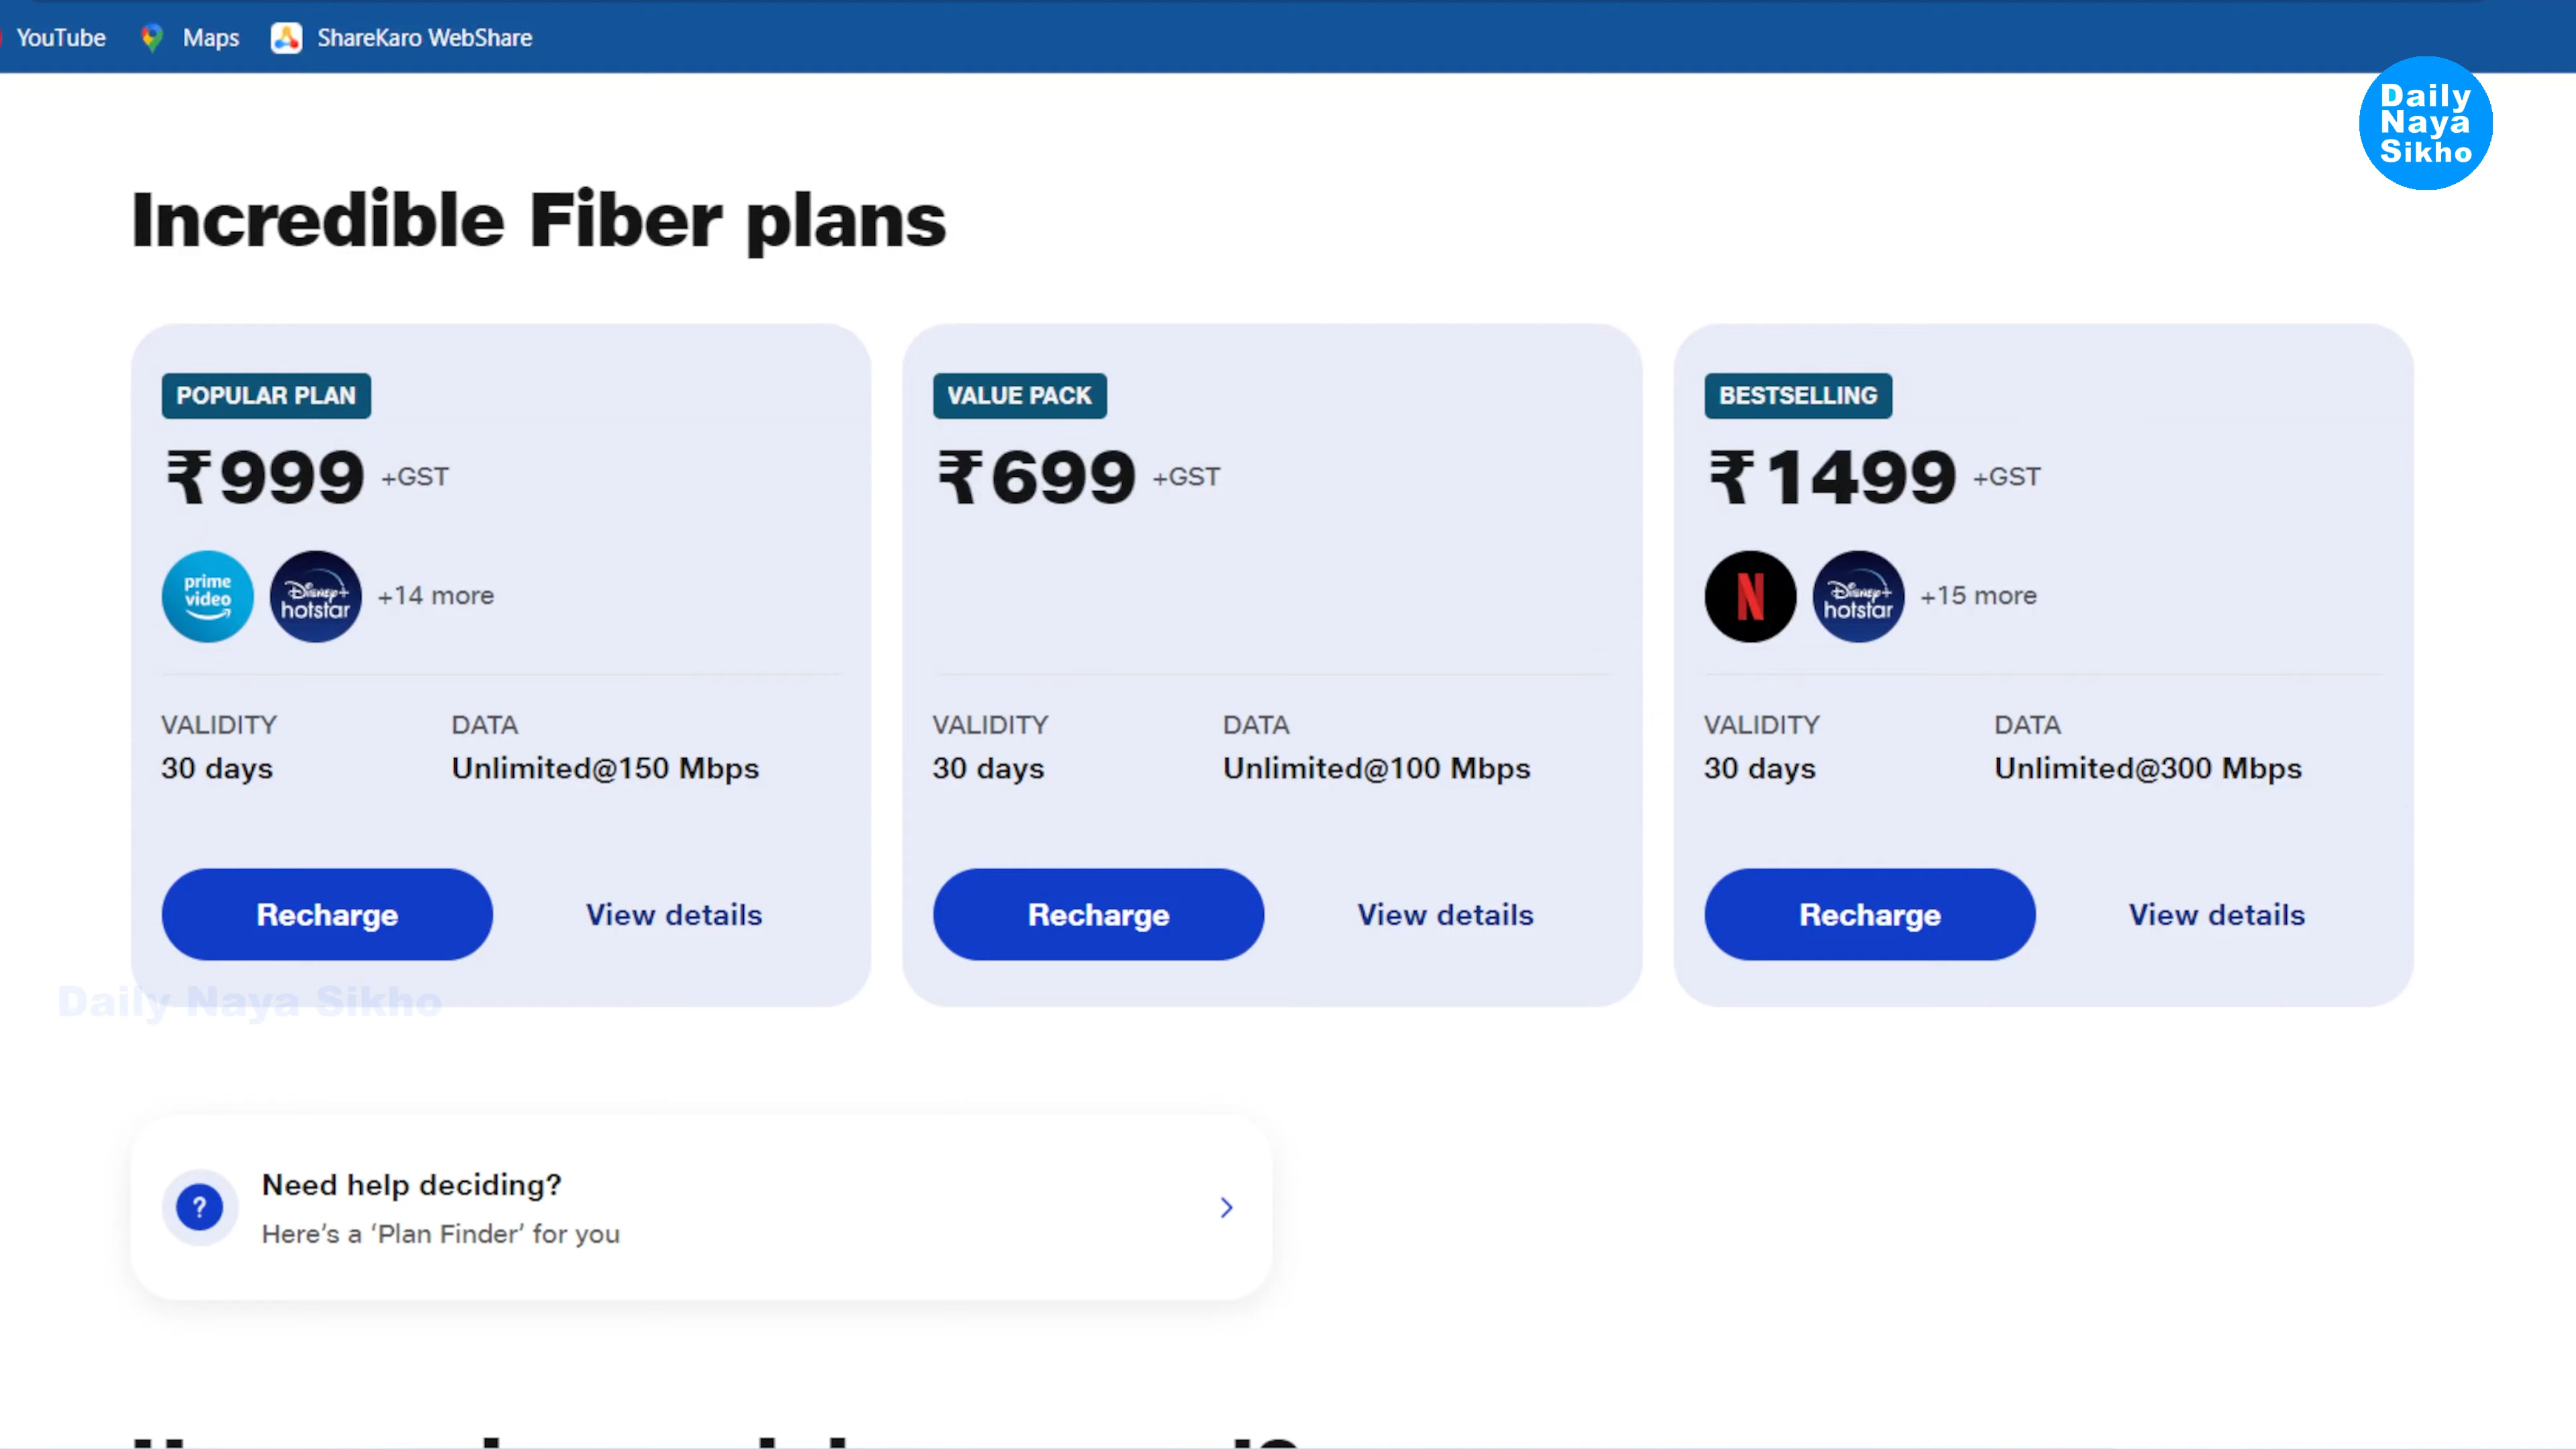 YouTube Maps ShareKaro WebShare
Daily
Naya
Sikho
Incredible Fiber plans
POPULAR PLAN
₹999 +GST
prime
video
Disney+
hotstar
+14 more
VALIDITY DATA
30 days Unlimited@150 Mbps
Recharge View details
VALUE PACK
₹699 +GST
VALIDITY DATA
30 days Unlimited@100 Mbps
Recharge View details
BESTSELLING
₹1499 +GST
N
Disney+
hotstar
+15 more
VALIDITY DATA
30 days Unlimited@300 Mbps
Recharge View details
Daily Naya Sikho
?
Need help deciding?
Here's a ‘Plan Finder’ for you